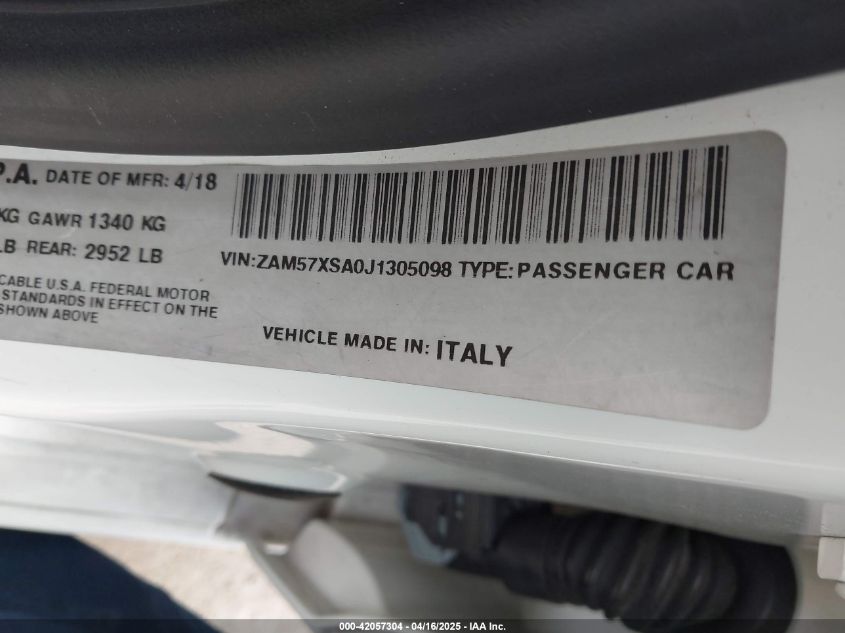 P.A. DATE OF MFR: 4/18
KG GAWR 1340 KG
LB REAR: 2952 LB
VIN:ZAM57XSA0J1305098 TYPE:PASSENGER CAR
CABLE U.S.A. FEDERAL MOTOR
STANDARDS IN EFFECT ON THE
SHOWN ABOVE
VEHICLE MADE IN: ITALY
000-42057304 - 04/16/2025 - IAA Inc.